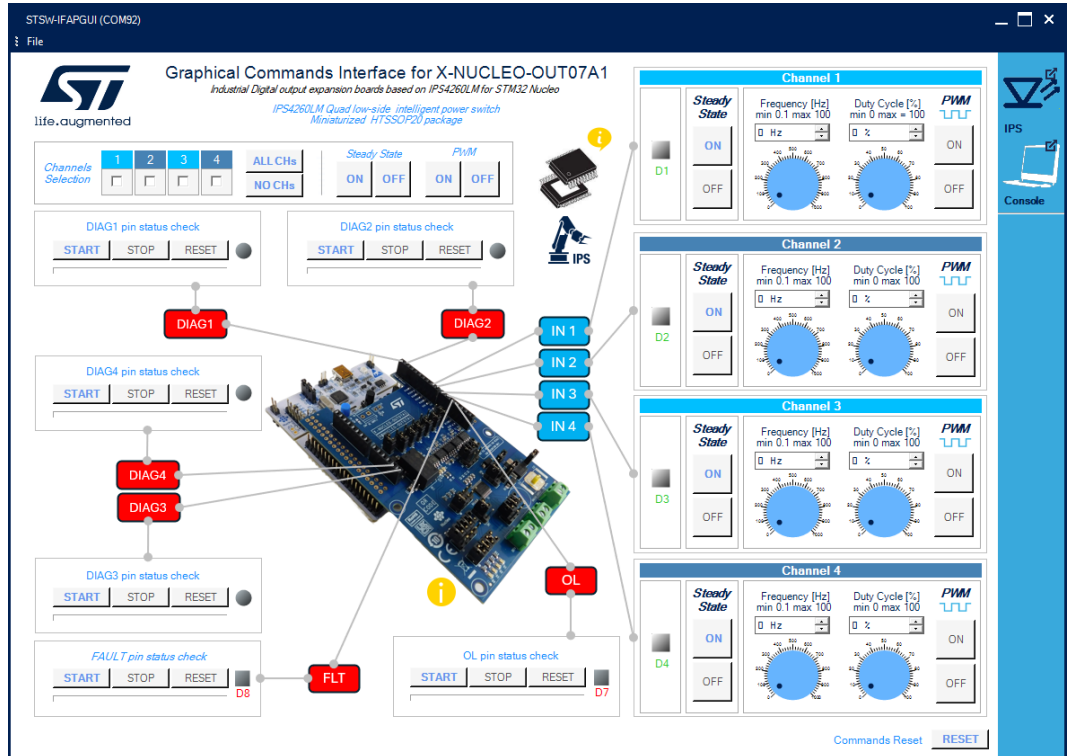 STSW-IFAPGUI (COM92)
File
life.augmented
Graphical Commands Interface for X-NUCLEO-OUT07A1
Industrial Digital output expansion boards based on IPS4260LM for STM32 Nucleo
IPS4260LM Quad low-side intelligent power switch
Miniaturized HTSSOP20 package
Channels
Selection
1 2 3 4
ALL CHs
NO CHs
Steady State
ON OFF
PWM
ON OFF
IPS
DIAG1 pin status check
START STOP RESET
DIAG2 pin status check
START STOP RESET
DIAG1
DIAG2
IN 1
IN 2
IN 3
IN 4
DIAG4 pin status check
START STOP RESET
DIAG4
DIAG3
DIAG3 pin status check
START STOP RESET
i
i
OL
FAULT pin status check
START STOP RESET
D8
FLT
OL pin status check
START STOP RESET
D7
Channel 1
D1
Steady
State
ON
OFF
Frequency [Hz]
min 0.1 max 100
0 Hz
Duty Cycle [%]
min 0 max = 100
0 %
PWM
ON
OFF
Channel 2
D2
Steady
State
ON
OFF
Frequency [Hz]
min 0.1 max 100
0 Hz
Duty Cycle [%]
min 0 max 100
0 %
PWM
ON
OFF
Channel 3
D3
Steady
State
ON
OFF
Frequency [Hz]
min 0.1 max 100
0 Hz
Duty Cycle [%]
min 0 max 100
0 %
PWM
ON
OFF
Channel 4
D4
Steady
State
ON
OFF
Frequency [Hz]
min 0.1 max 100
0 Hz
Duty Cycle [%]
min 0 max 100
0 %
PWM
ON
OFF
Commands Reset RESET
IPS
Console